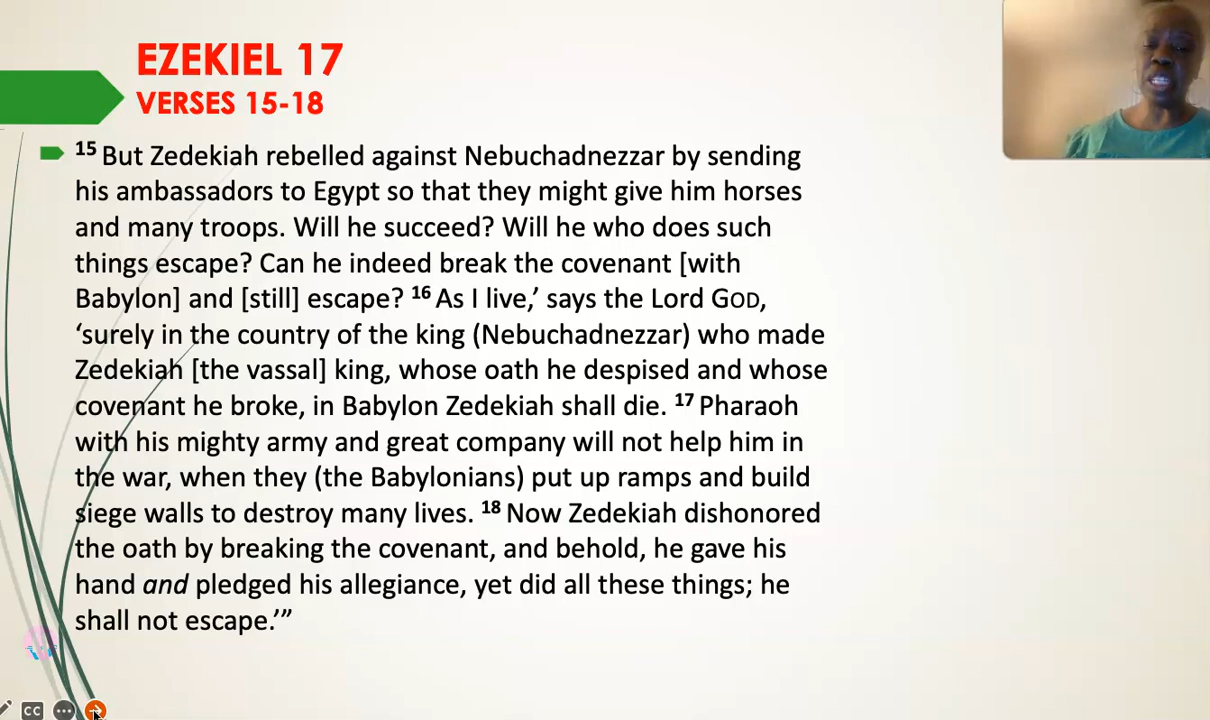 EZEKIEL 17
VERSES 15-18
15 But Zedekiah rebelled against Nebuchadnezzar by sending
his ambassadors to Egypt so that they might give him horses
and many troops. Will he succeed? Will he who does such
things escape? Can he indeed break the covenant [with
Babylon] and [still] escape? 16 As I live,’ says the Lord GOD,
‘surely in the country of the king (Nebuchadnezzar) who made
Zedekiah [the vassal] king, whose oath he despised and whose
covenant he broke, in Babylon Zedekiah shall die. 17 Pharaoh
with his mighty army and great company will not help him in
the war, when they (the Babylonians) put up ramps and build
siege walls to destroy many lives. 18 Now Zedekiah dishonored
the oath by breaking the covenant, and behold, he gave his
hand and pledged his allegiance, yet did all these things; he
shall not escape.’”
CC